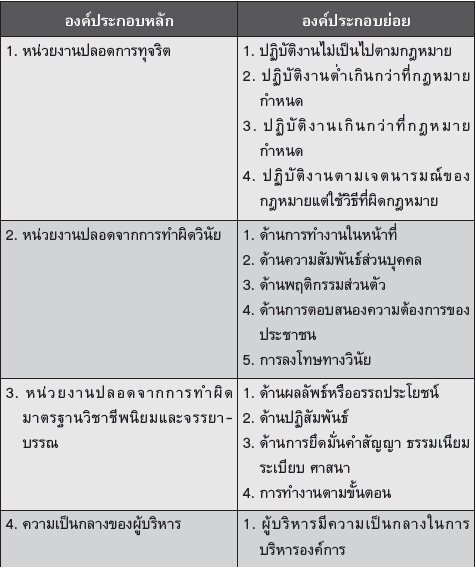 องค์ประกอบหลัก
องค์ประกอบย่อย
1. หน่วยงานปลอดการทุจริต
1. ปฏิบัติงานไม่เป็นไปตามกฎหมาย
2. ปฏิบัติงานต่ำเกินกว่าที่กฎหมาย
กำหนด
3. ปฏิบัติงานเกินกว่าที่กฎหมาย
กำหนด
4. ปฏิบัติงานตามเจตนารมณ์ของ
กฎหมายแต่ใช้วิธีที่ผิดกฎหมาย
2. หน่วยงานปลอดจากการทำผิดวินัย
1. ด้านการทำงานในหน้าที่
2. ด้านความสัมพันธ์ส่วนบุคคล
3. ด้านพฤติกรรมส่วนตัว
4. ด้านการตอบสนองความต้องการของ
ประชาชน
5. การลงโทษทางวินัย
3. หน่วยงานปลอดจากการทำผิด
มาตรฐานวิชาชีพนิยมและจรรยา-
บรรณ
1. ด้านผลลัพธ์หรืออรรถประโยชน์
2. ด้านปฏิสัมพันธ์
3. ด้านการยึดมั่นคำสัญญา ธรรมเนียม
ระเบียบ ศาสนา
4. การทำงานตามขั้นตอน
4. ความเป็นกลางของผู้บริหาร
1. ผู้บริหารมีความเป็นกลางในการ
บริหารองค์การ